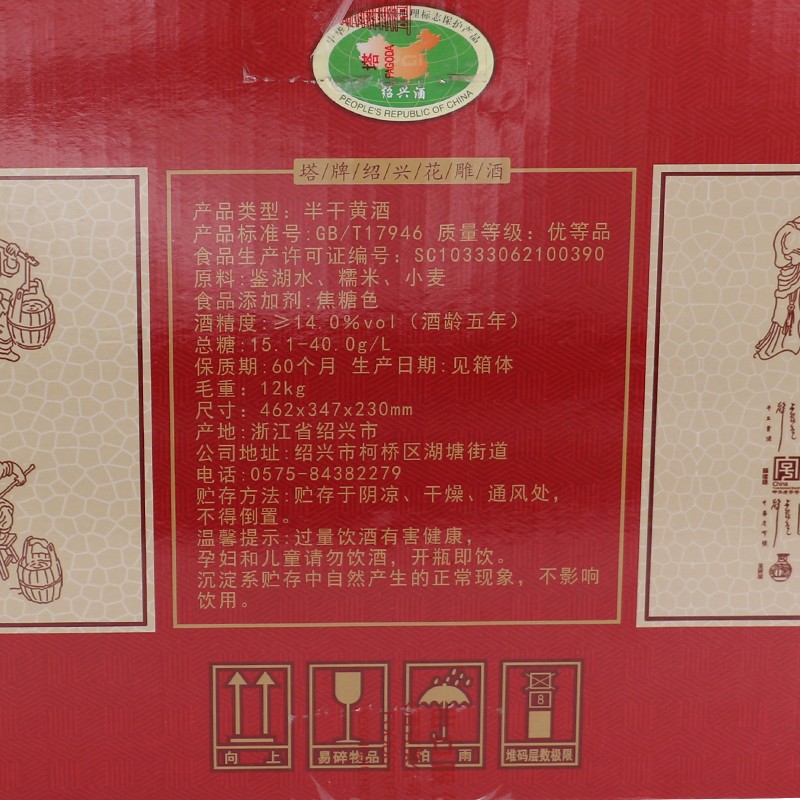 塔
PAGODA
绍兴酒
PEOPLE'S REPUBLIC OF CHINA
塔/牌/绍/兴/花/雕/酒
产品类型：半干黄酒
产品标准号:GB/T17946 质量等级：优等品
食品生产许可证编号：SC10333062100390
原料:鉴湖水、糯米、小麦
食品添加剂:焦糖色
酒精度:≥14.0%vol（酒龄五年）
总糖:15.1-40.0g/L
保质期:60个月 生产日期:见箱体
毛重：12kg
尺寸：462x347x230mm
产地:浙江省绍兴市
公司地址:绍兴市柯桥区湖塘街道
电话:0575-84382279
贮存方法:贮存于阴凉、干燥、通风处，
不得倒置。
温馨提示:过量饮酒有害健康，
孕妇和儿童请勿饮酒，开瓶即饮。
沉淀系贮存中自然产生的正常现象，不影响
饮用。
China
向上
易碎物品
怕雨
8
堆码层数极限